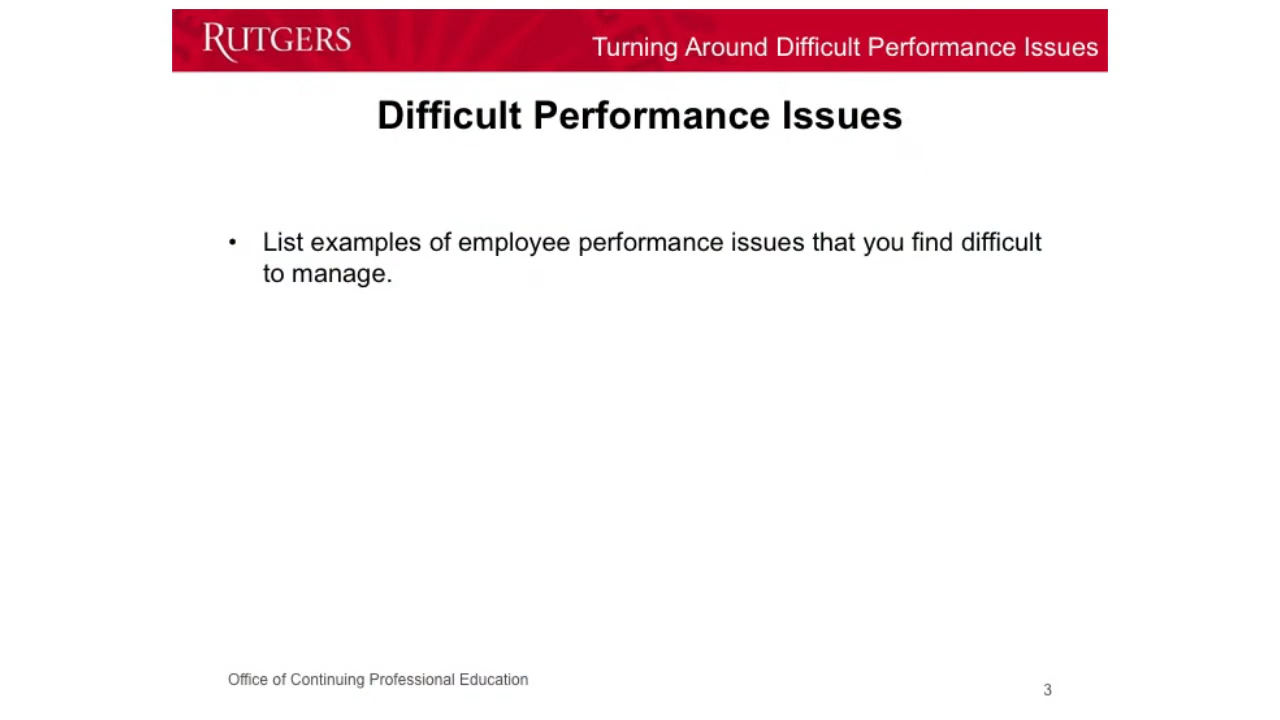 RUTGERS
Turning Around Difficult Performance Issues
Difficult Performance Issues
• List examples of employee performance issues that you find difficult
to manage.
Office of Continuing Professional Education
3